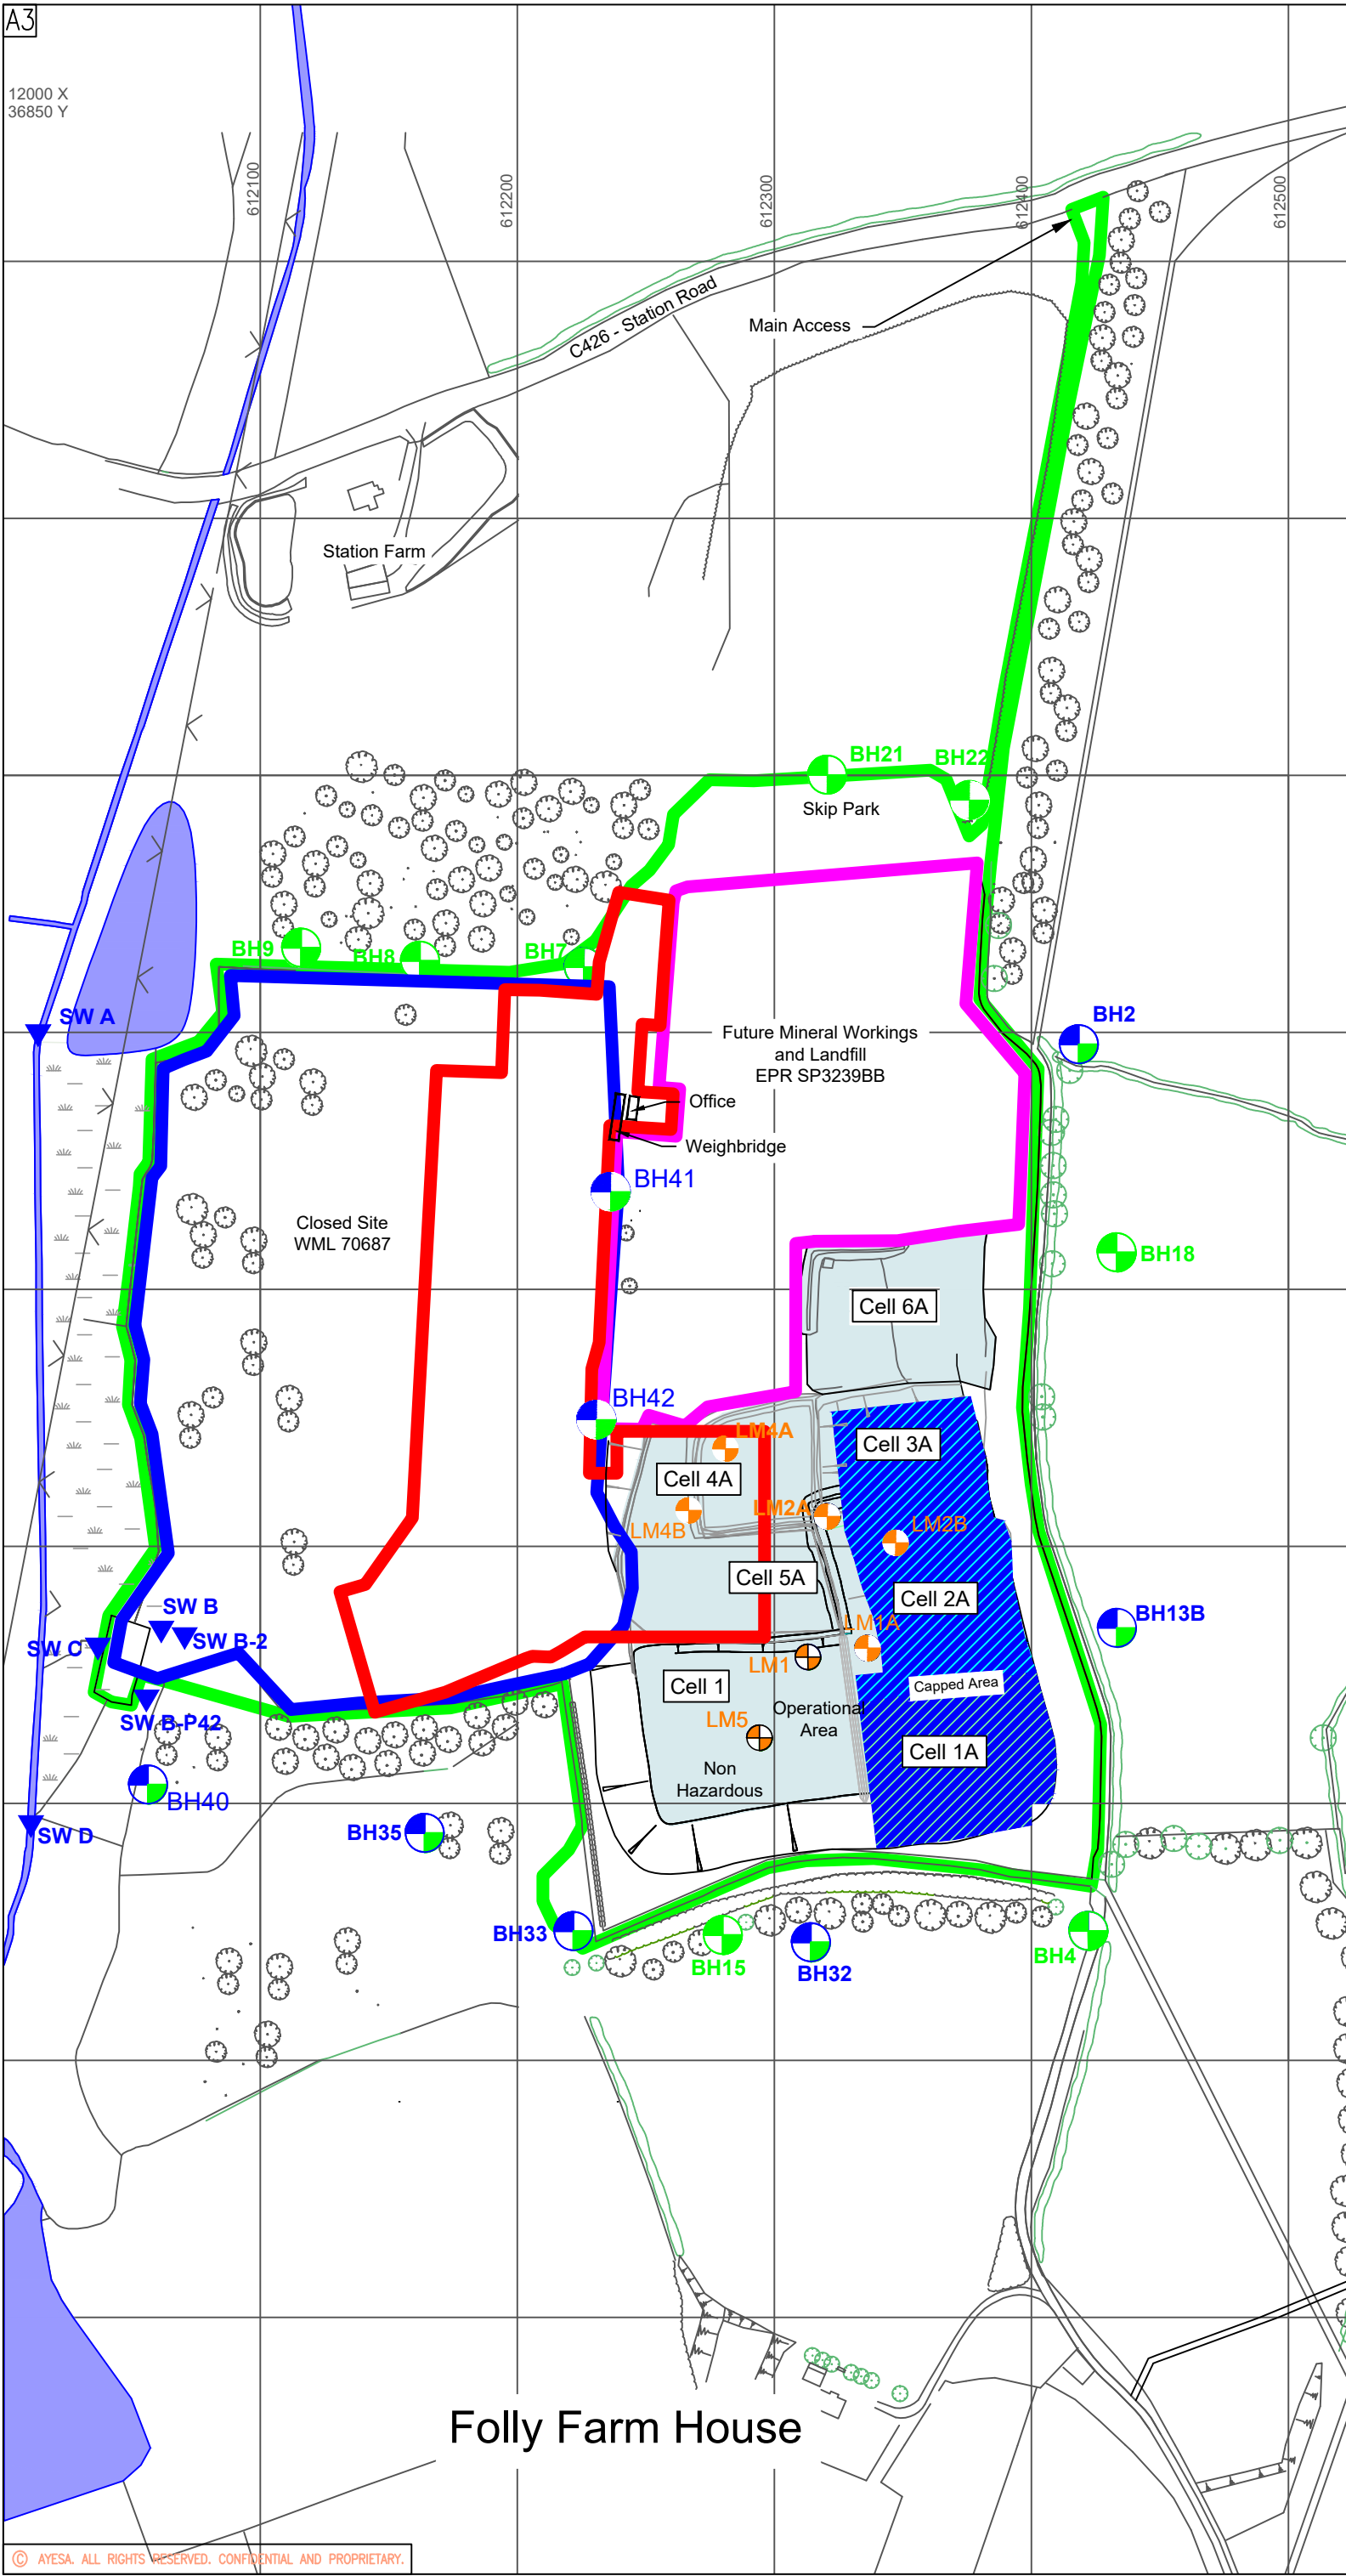 A3
12000 X
36850 Y
612100
612200
612300
612400
612500
C426 - Station Road
Main Access
Station Farm
BH21
BH22
Skip Park
BH9
BH8
BH7
SW A
BH2
Future Mineral Workings
and Landfill
EPR SP3239BB
Office
Weighbridge
BH41
Closed Site
WML 70687
BH18
Cell 6A
BH42
LM4A
Cell 3A
Cell 4A
LM2A
LM4B
LM2B
Cell 5A
Cell 2A
SW B
SW B-2
SW C
LM1A
BH13B
LM1
Cell 1
Capped Area
SW B-P42
LM5
Operational
Area
Cell 1A
Non
Hazardous
BH40
SW D
BH35
BH33
BH15
BH32
BH4
Folly Farm House
© AYESA. ALL RIGHTS RESERVED. CONFIDENTIAL AND PROPRIETARY.